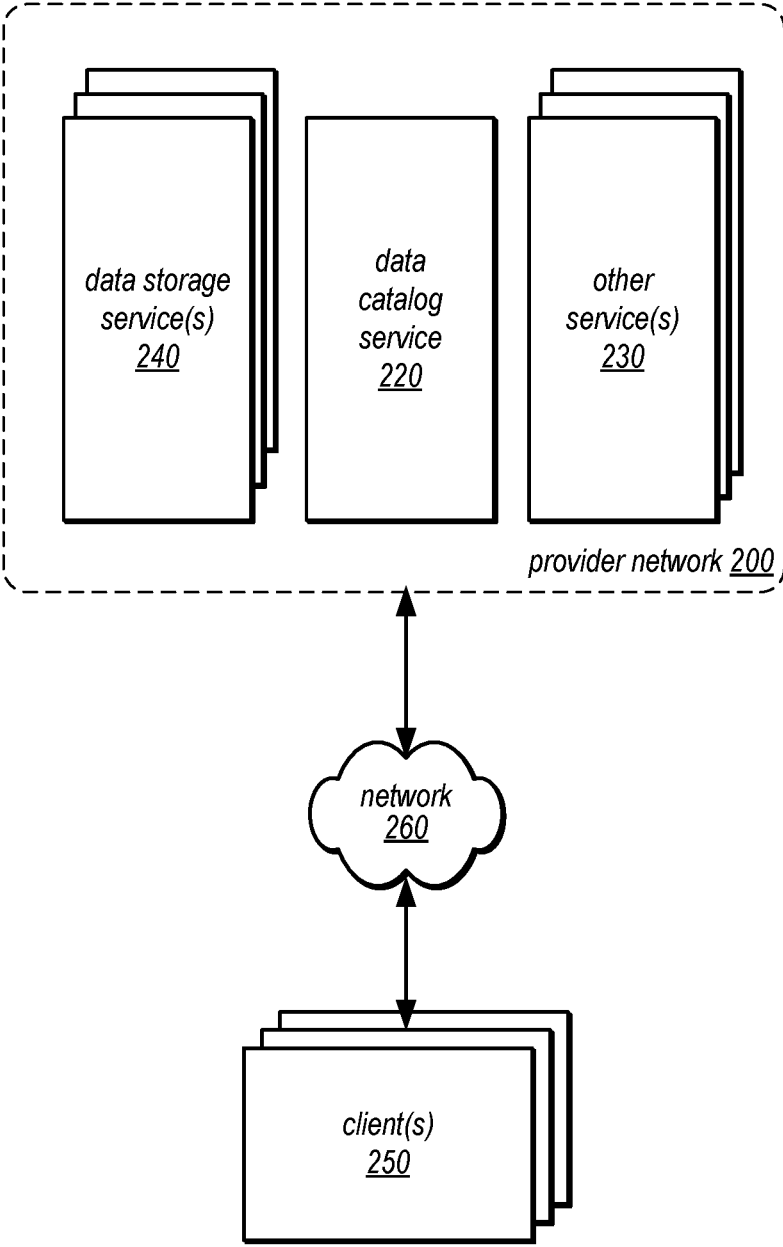 data storage
service(s)
240
data
catalog
service
220
other
service(s)
230
provider network 200
network
260
client(s)
250